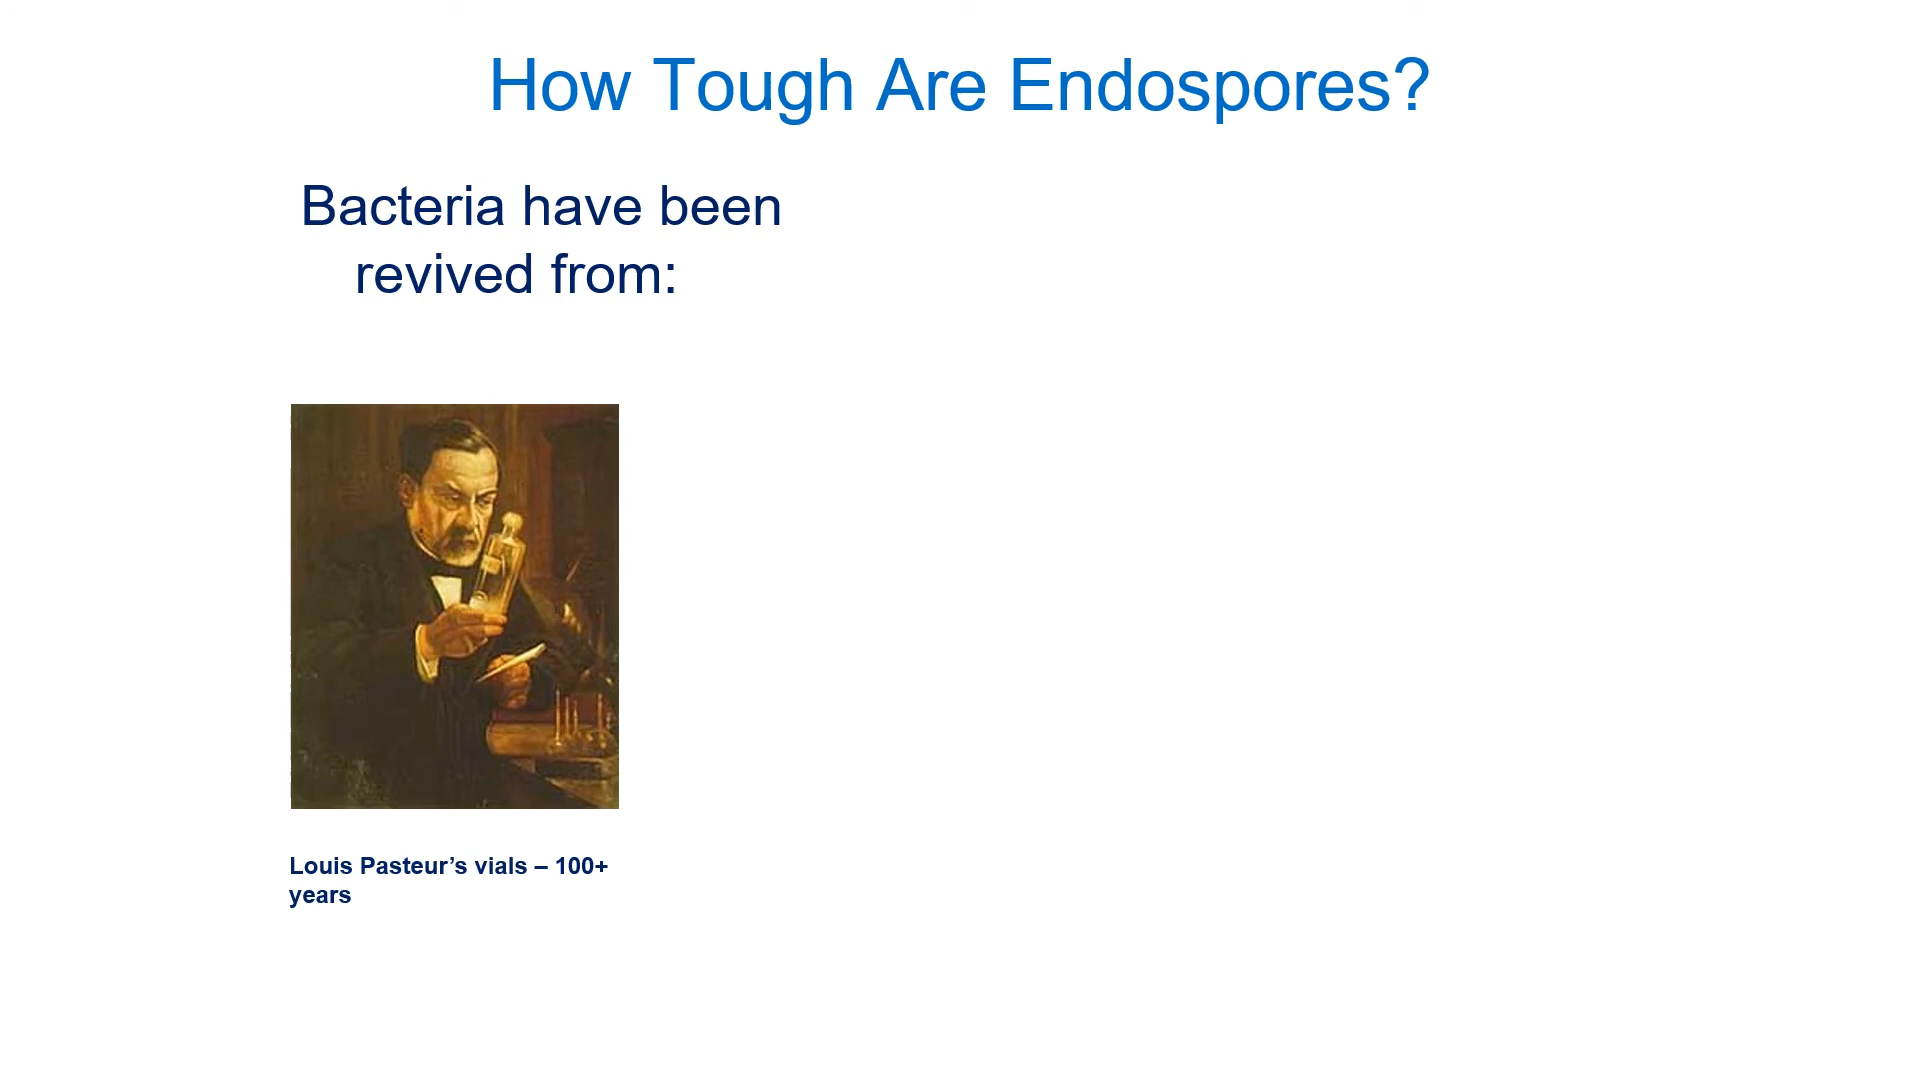 How Tough Are Endospores?
Bacteria have been
revived from:
Louis Pasteur’s vials – 100+
years